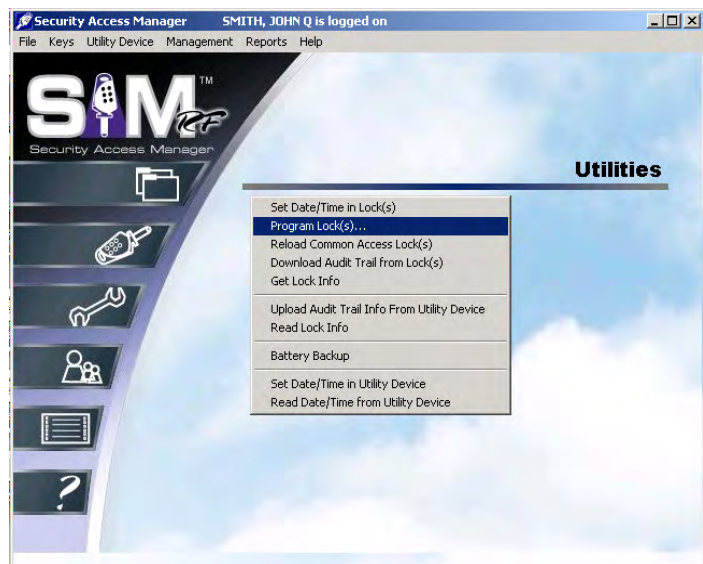 Security Access Manager SMITH, JOHN Q is logged on
File Keys Utility Device Management Reports Help
SAM TM
RF
Security Access Manager
Utilities
Set Date/Time in Lock(s)
Program Lock(s)...
Reload Common Access Lock(s)
Download Audit Trail from Lock(s)
Get Lock Info
Upload Audit Trail Info From Utility Device
Read Lock Info
Battery Backup
Set Date/Time in Utility Device
Read Date/Time from Utility Device
?